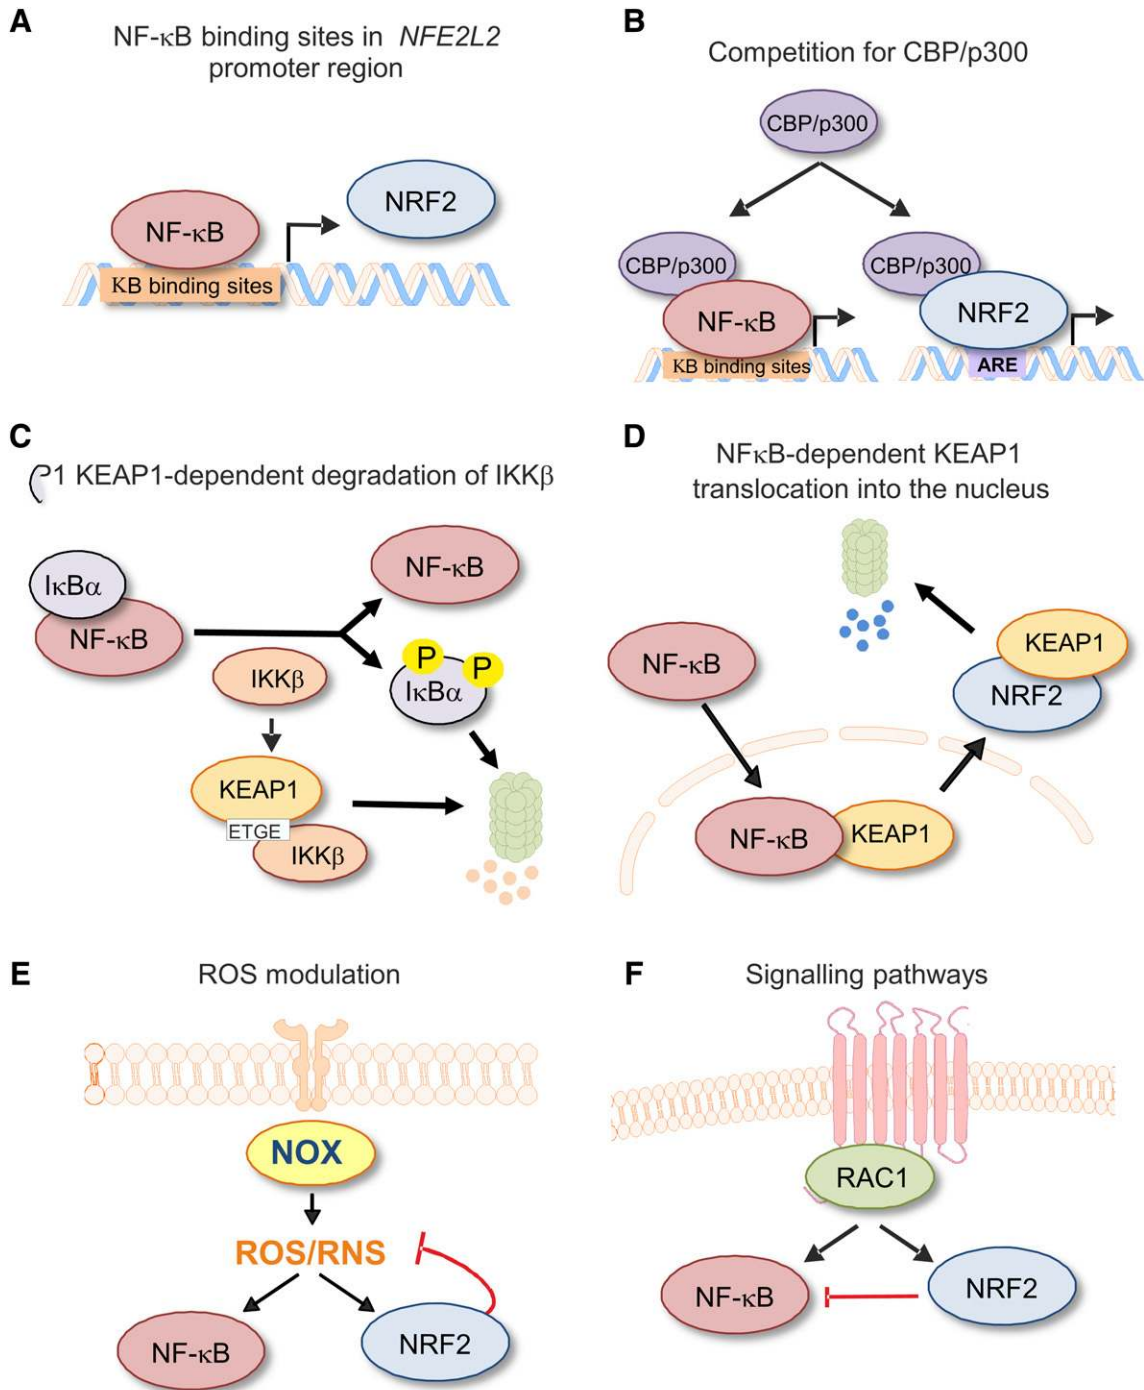 A
NF-κB binding sites in NFE2L2
promoter region
NRF2
NF-κB
KB binding sites
B
Competition for CBP/p300
CBP/p300
CBP/p300
CBP/p300
NF-κB
NRF2
KB binding sites
ARE
C
P1 KEAP1-dependent degradation of IKKβ
IκBα
NF-κB
NF-κB
P
P
IκBα
IKKβ
KEAP1
ETGE
IKKβ
D
NFκB-dependent KEAP1
translocation into the nucleus
NF-κB
KEAP1
NRF2
NF-κB
KEAP1
E
ROS modulation
NOX
ROS/RNS
NF-κB
NRF2
F
Signalling pathways
RAC1
NF-κB
NRF2